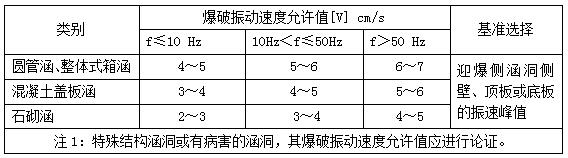 类别 爆破振动速度允许值[V] cm/s 基准选择
f≤10 Hz 10Hz<f≤50Hz f>50 Hz
圆管涵、整体式箱涵 4~5 5~6 6~7
混凝土盖板涵 3~4 4~5 5~6
石砌涵 2~3 3~4 4~5
迎爆侧涵洞侧
壁、顶板或底板
的振速峰值
注1：特殊结构涵洞或有病害的涵洞，其爆破振动速度允许值应进行论证。